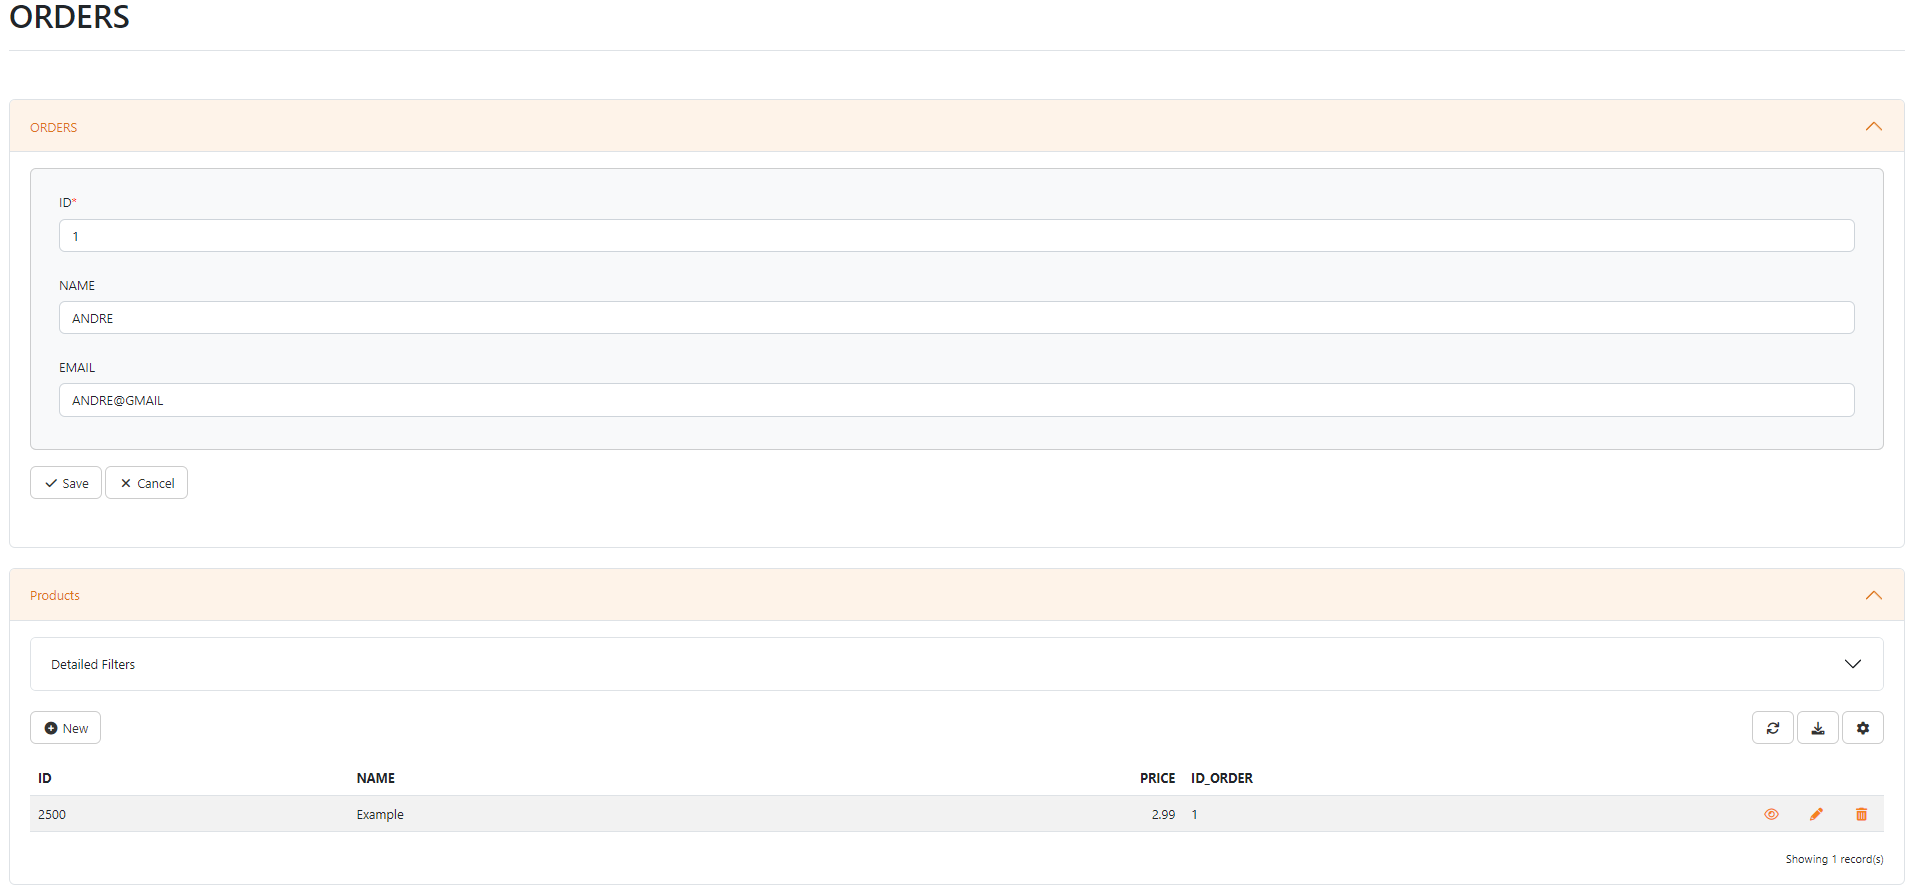 ORDERS
ORDERS
ID*
1
NAME
ANDRE
EMAIL
ANDRE@GMAIL
Save Cancel
Products
Detailed Filters
New
ID NAME PRICE ID_ORDER
2500 Example 2.99 1
Showing 1 record(s)